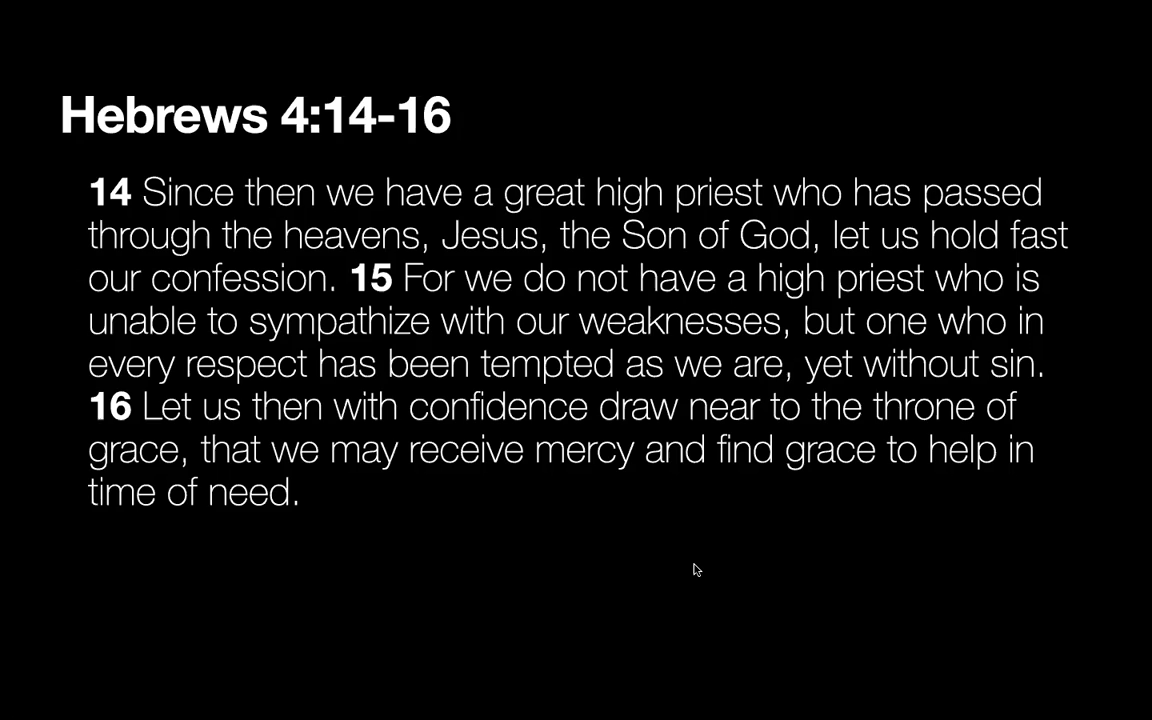 Hebrews 4:14-16
14 Since then we have a great high priest who has passed
through the heavens, Jesus, the Son of God, let us hold fast
our confession. 15 For we do not have a high priest who is
unable to sympathize with our weaknesses, but one who in
every respect has been tempted as we are, yet without sin.
16 Let us then with confidence draw near to the throne of
grace, that we may receive mercy and find grace to help in
time of need.